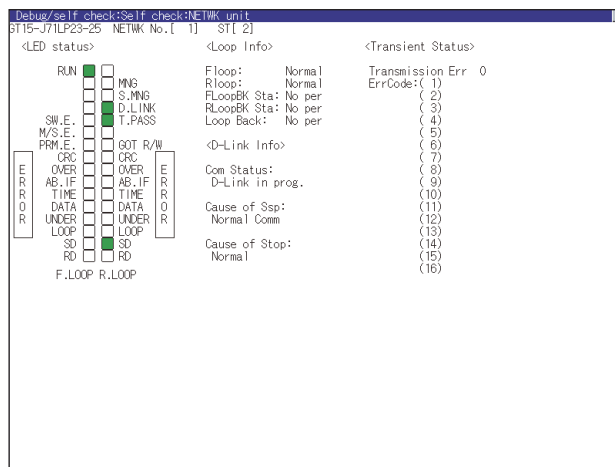 Debug/self check:Self check:NETWK unit
GT15-J71LP23-25 NETWK No.[ 1] ST[ 2]
<LED status> <Loop Info> <Transient Status>
RUN Floop: Normal Transmission Err 0
MNG Rloop: Normal ErrCode:( 1)
S.MNG FLoopBK Sta: No per ( 2)
D.LINK RLoopBK Sta: No per ( 3)
SW.E. T.PASS Loop Back: No per ( 4)
M/S.E. ( 5)
PRM.E. GOT R/W <D-Link Info> ( 6)
CRC CRC ( 7)
E OVER OVER E Com Status: ( 8)
R AB.IF AB.IF R D-Link in prog. ( 9)
R TIME TIME R (10)
O DATA DATA O Cause of Ssp: (11)
R UNDER UNDER R Normal Comm (12)
LOOP LOOP (13)
SD SD Cause of Stop: (14)
RD RD Normal (15)
(16)
F.LOOP R.LOOP